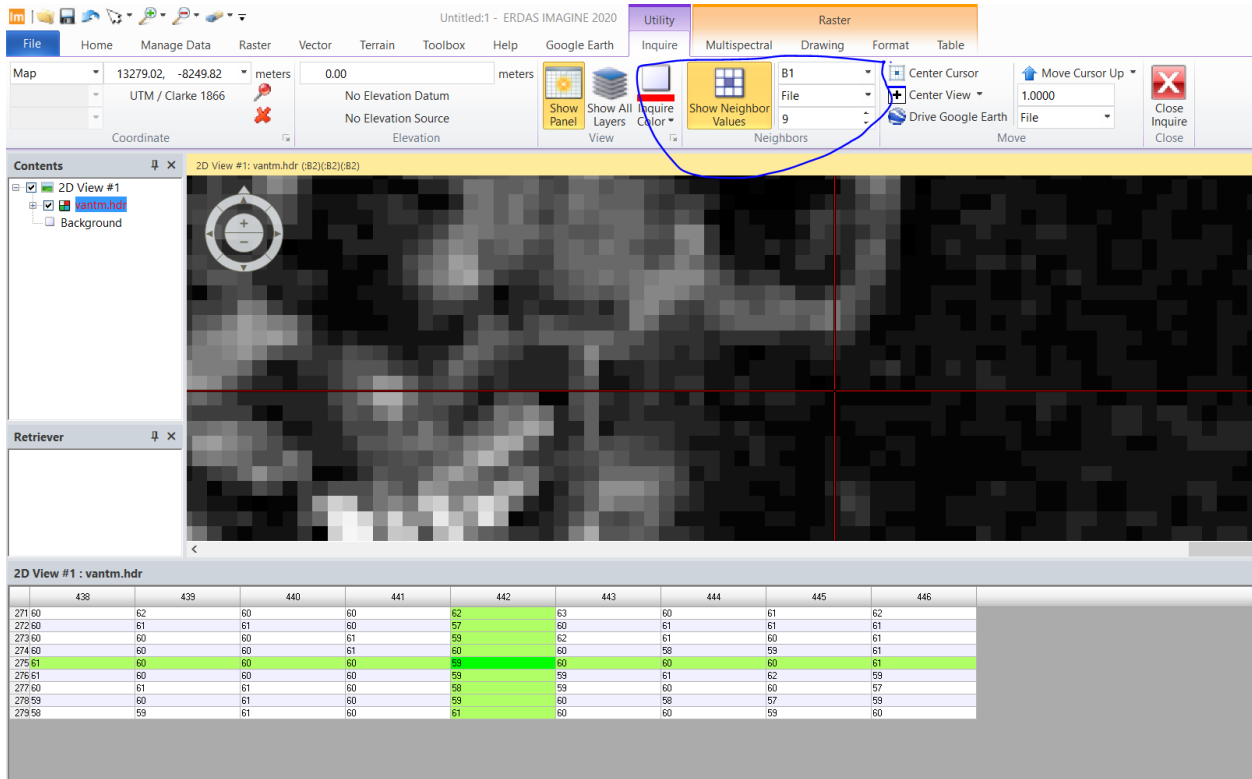 Untitled:1 - ERDAS IMAGINE 2020 Utility Raster
File Home Manage Data Raster Vector Terrain Toolbox Help Google Earth Inquire Multispectral Drawing Format Table
Map 13279.02, -8249.82 meters 0.00 meters B1 Center Cursor Move Cursor Up
UTM / Clarke 1866 No Elevation Datum Show Panel Show All Layers Inquire Color Show Neighbor Values File Center View 1.0000 Close Inquire
No Elevation Source 9 Drive Google Earth File
Coordinate Elevation View Neighbors Move Close
Contents 2D View #1: vantm.hdr (:B2)(:B2)(:B2)
2D View #1
vantm.hdr
Background
Retriever
2D View #1 : vantm.hdr
438 439 440 441 442 443 444 445 446
271 60 62 60 60 62 63 60 61 62
272 60 61 61 60 57 60 61 61 61
273 60 60 60 61 59 62 61 60 61
274 60 60 60 61 60 60 58 59 61
275 61 60 60 60 59 60 60 60 61
276 61 60 60 60 59 59 61 62 59
277 60 61 61 60 58 59 60 60 57
278 59 60 61 60 59 60 58 57 59
279 58 59 61 60 61 60 60 59 60